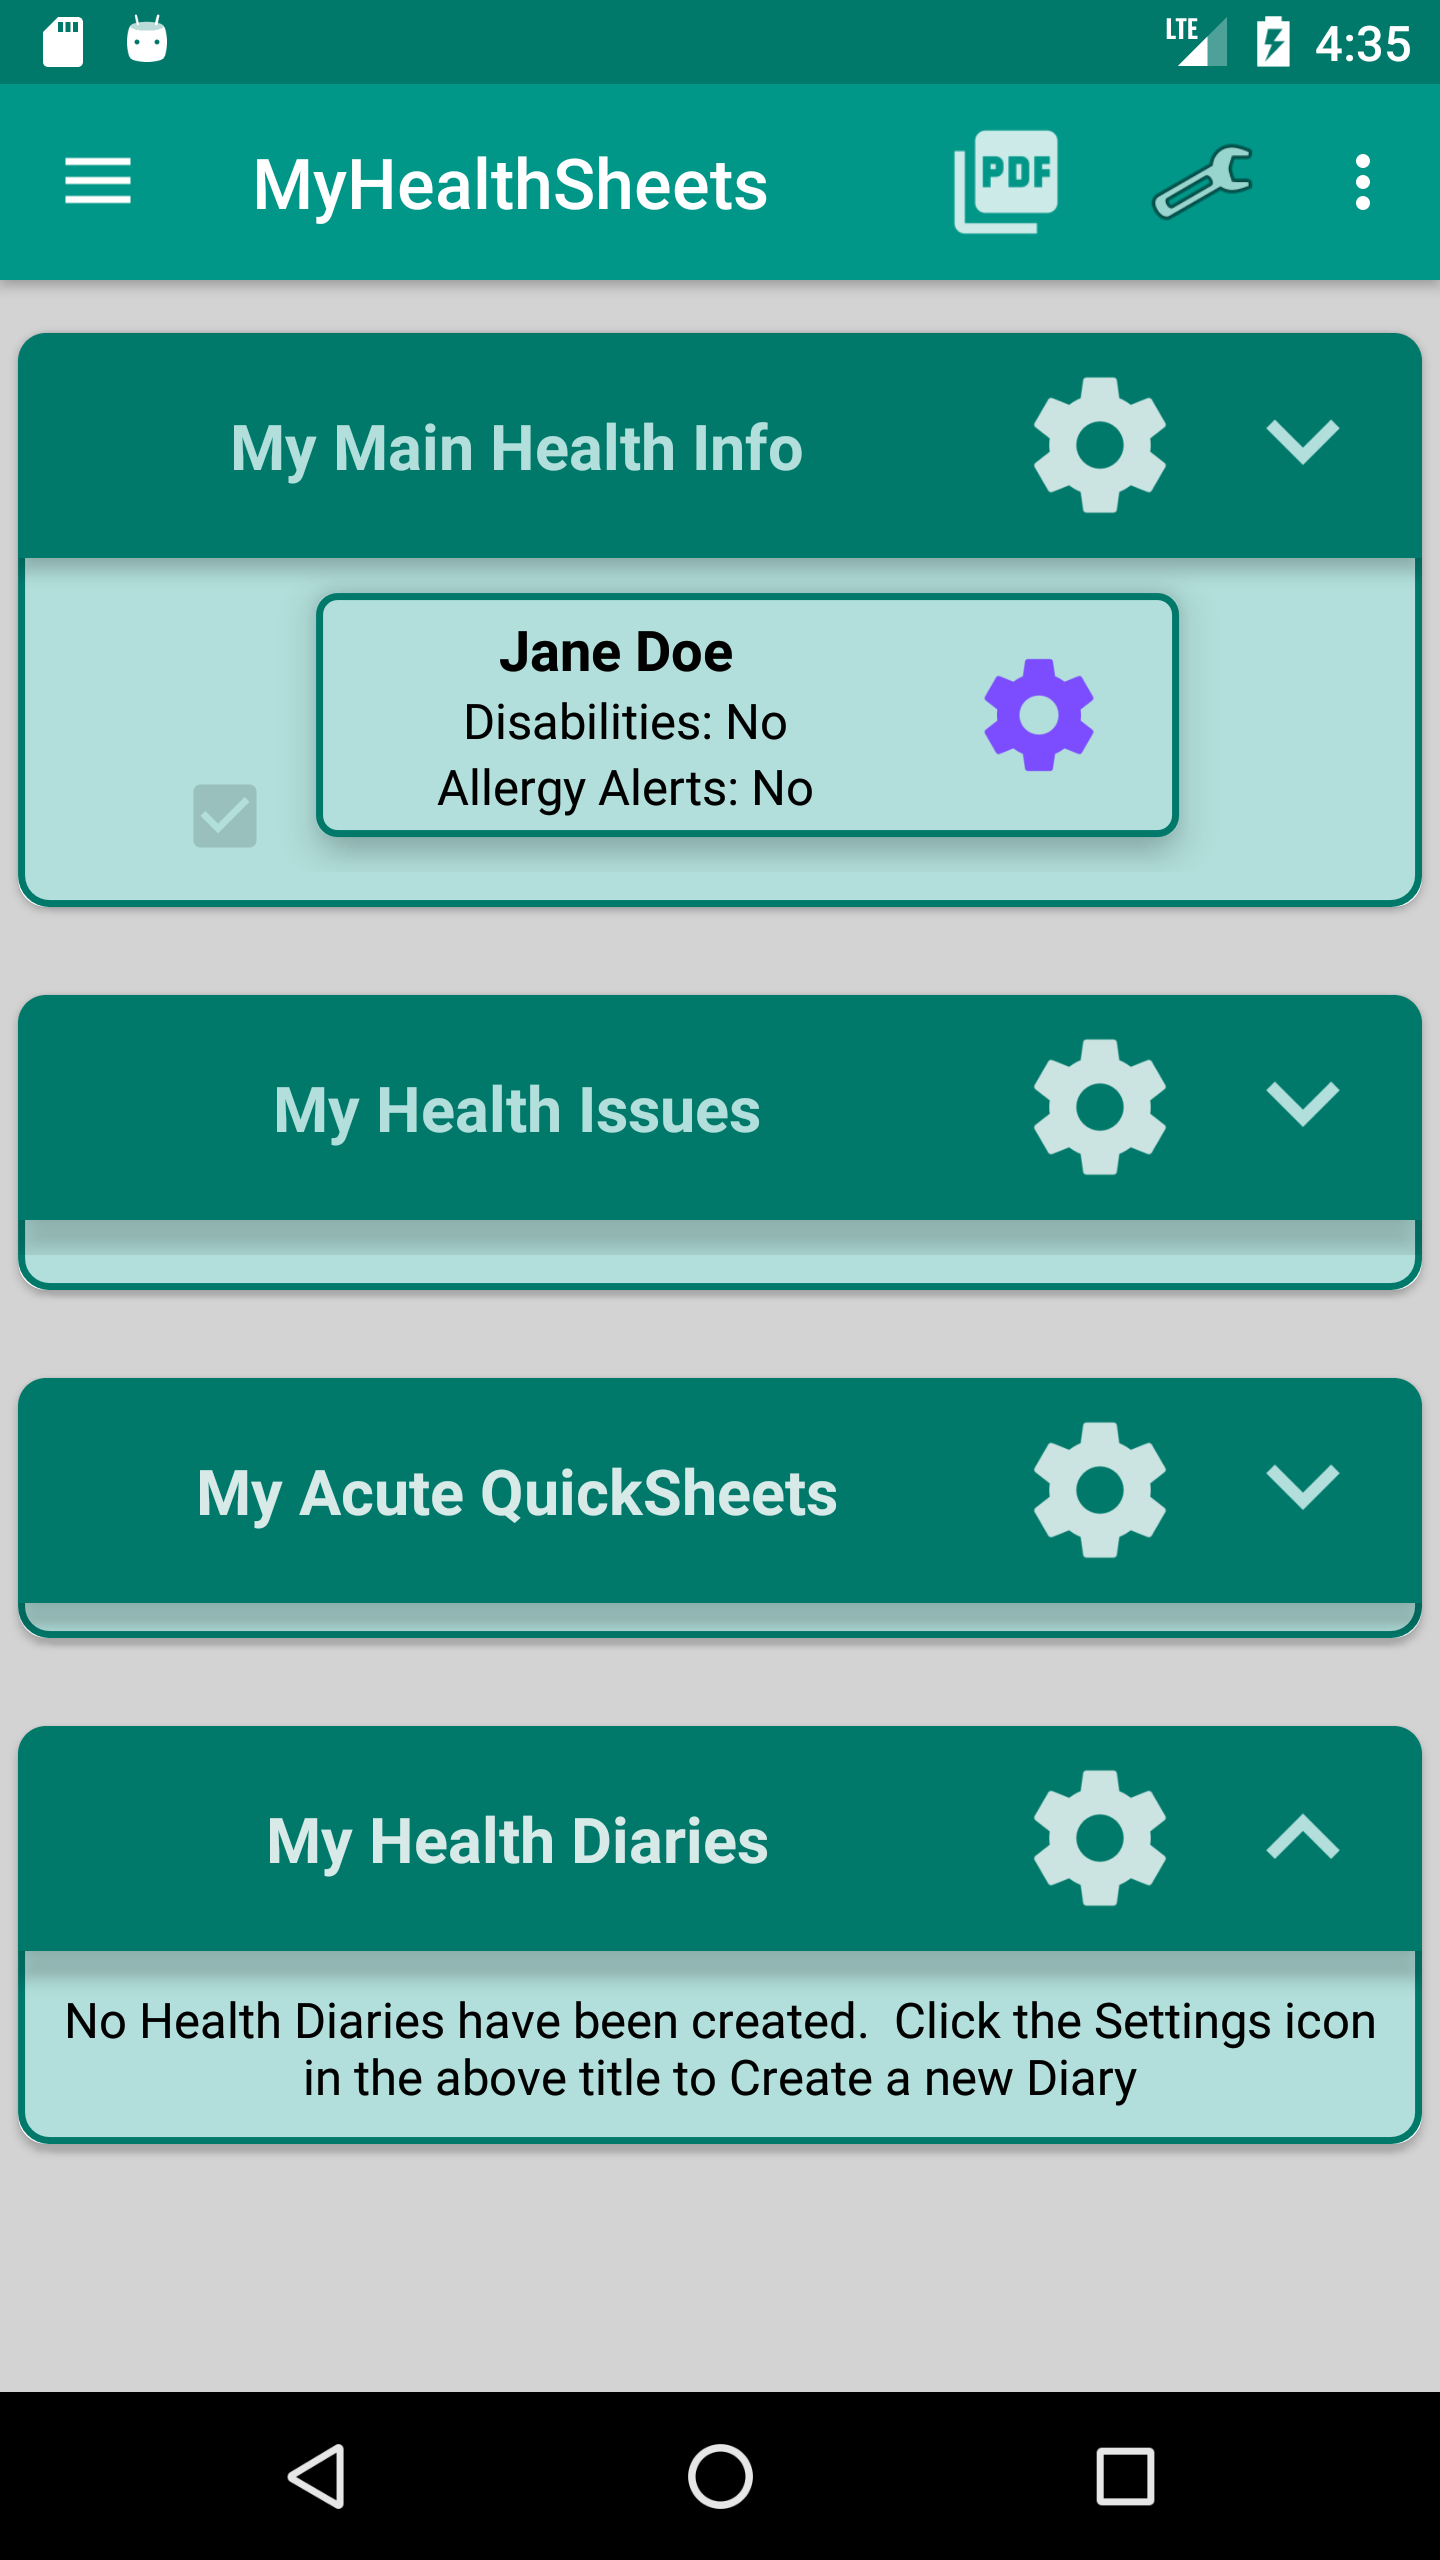 LTE 4:35
MyHealthSheets
PDF
My Main Health Info
Jane Doe
Disabilities: No
Allergy Alerts: No
My Health Issues
My Acute QuickSheets
My Health Diaries
No Health Diaries have been created.  Click the Settings icon
in the above title to Create a new Diary